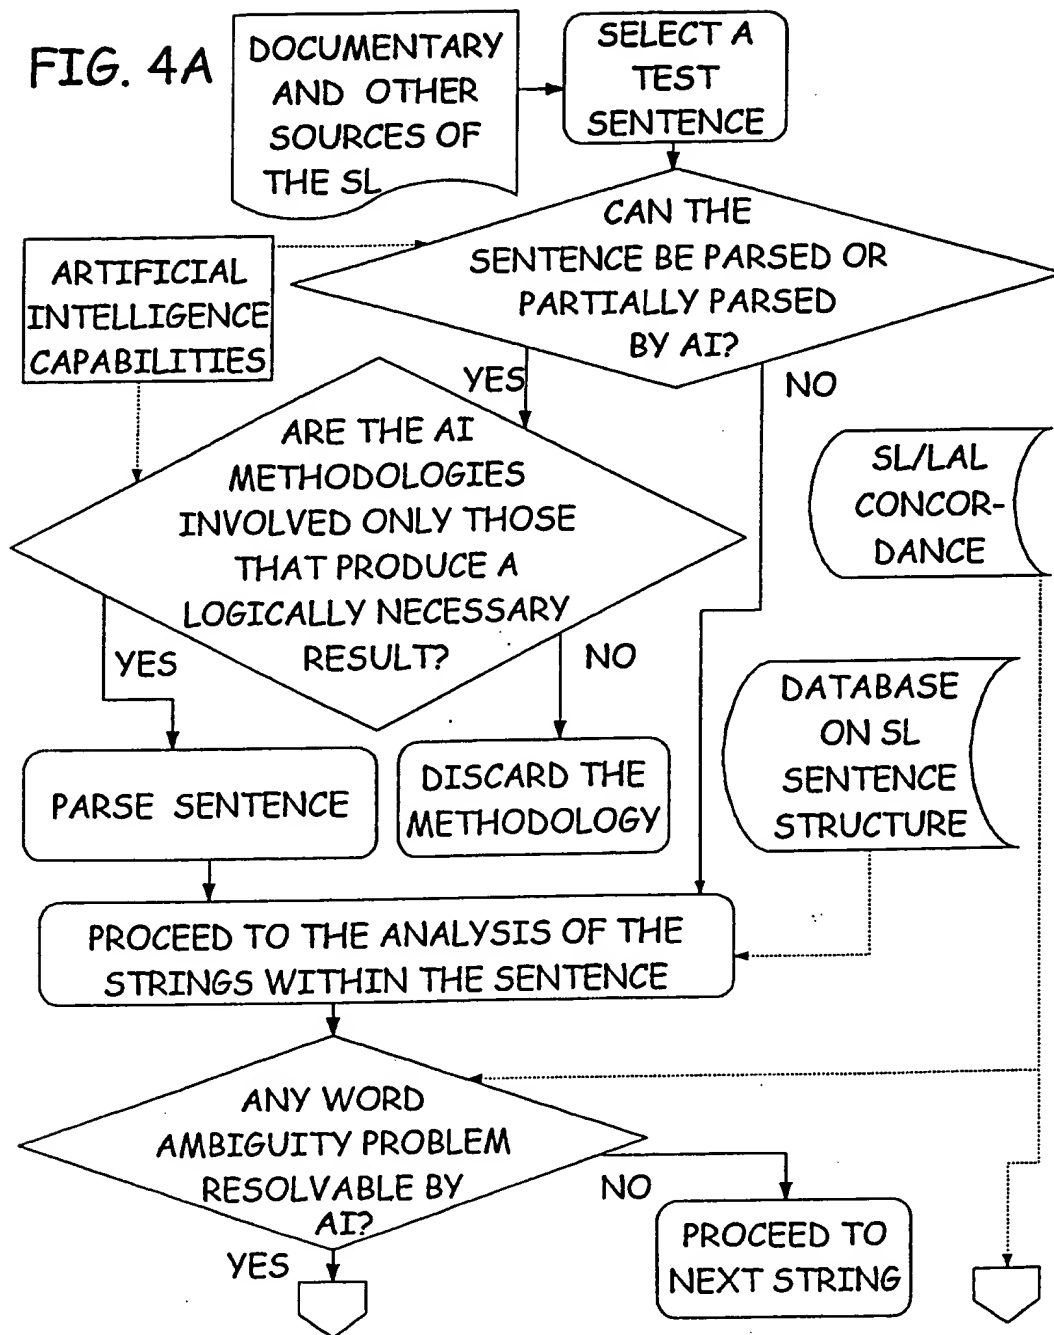 FIG. 4A
DOCUMENTARY
AND OTHER
SOURCES OF
THE SL
SELECT A
TEST
SENTENCE
CAN THE
SENTENCE BE PARSED OR
PARTIALLY PARSED
BY AI?
ARTIFICIAL
INTELLIGENCE
CAPABILITIES
YES
NO
ARE THE AI
METHODOLOGIES
INVOLVED ONLY THOSE
THAT PRODUCE A
LOGICALLY NECESSARY
RESULT?
SL/LAL
CONCOR-
DANCE
YES
NO
DATABASE
ON SL
SENTENCE
STRUCTURE
PARSE SENTENCE
DISCARD THE
METHODOLOGY
PROCEED TO THE ANALYSIS OF THE
STRINGS WITHIN THE SENTENCE
ANY WORD
AMBIGUITY PROBLEM
RESOLVABLE BY
AI?
NO
YES
PROCEED TO
NEXT STRING